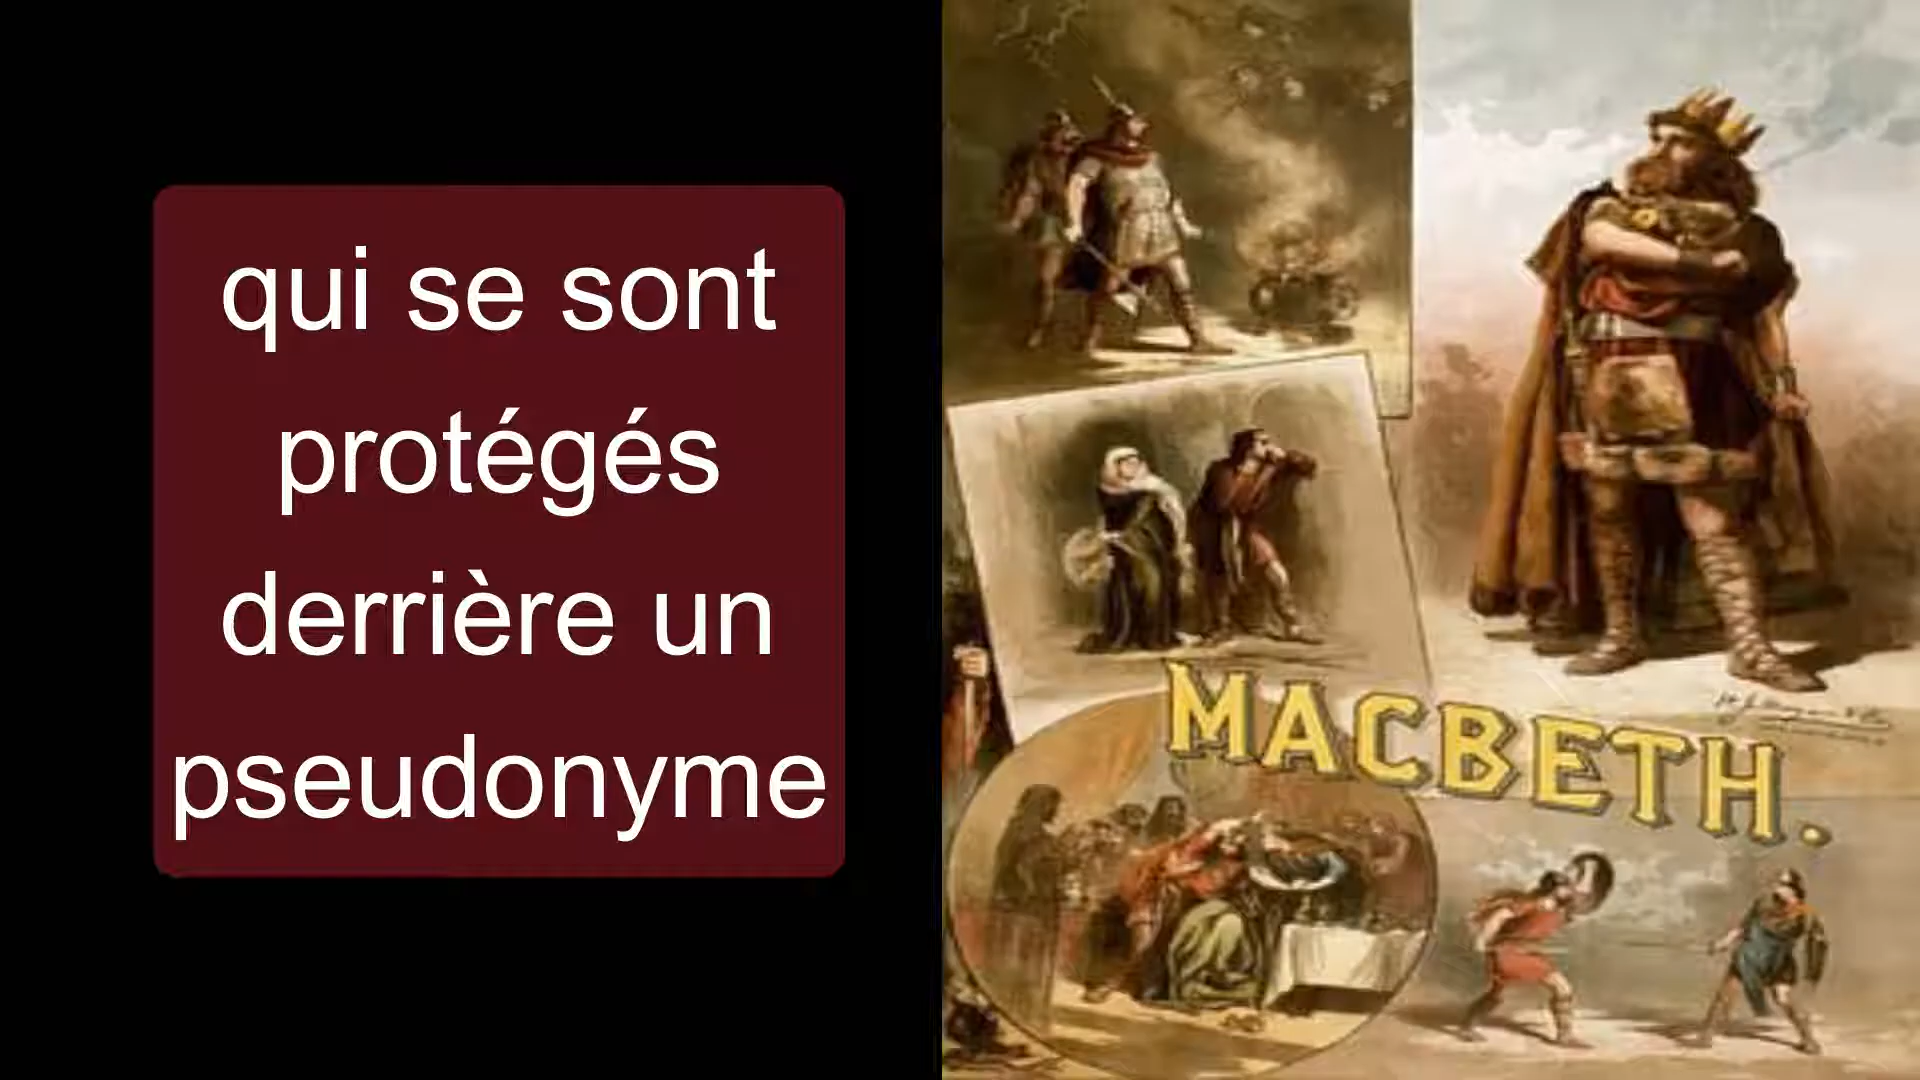 qui se sont
protégés
derrière un
pseudonyme
MACBETH.